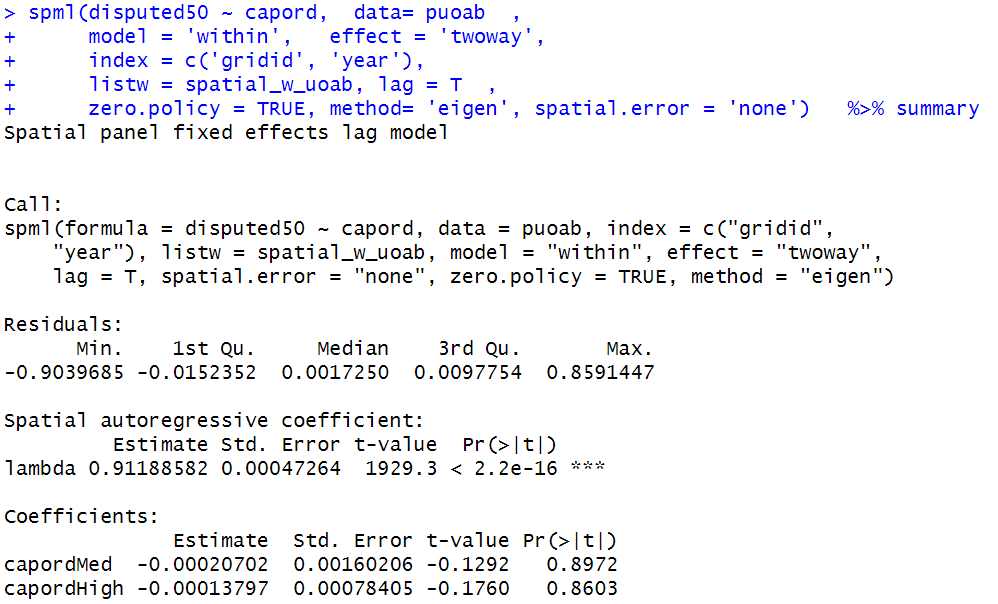 > spml(disputed50 ~ capord,  data= puoab  ,
+      model = 'within',   effect = 'twoway',
+      index = c('gridid', 'year'),
+      listw = spatial_w_uoab, lag = T  ,
+      zero.policy = TRUE, method= 'eigen', spatial.error = 'none')   %>% summary
Spatial panel fixed effects lag model
Call:
spml(formula = disputed50 ~ capord, data = puoab, index = c("gridid",
    "year"), listw = spatial_w_uoab, model = "within", effect = "twoway",
    lag = T, spatial.error = "none", zero.policy = TRUE, method = "eigen")
Residuals:
      Min.    1st Qu.     Median    3rd Qu.       Max.
-0.9039685 -0.0152352  0.0017250  0.0097754  0.8591447
Spatial autoregressive coefficient:
         Estimate Std. Error t-value  Pr(>|t|)
lambda 0.91188582 0.00047264  1929.3 < 2.2e-16 ***
Coefficients:
              Estimate  Std. Error t-value Pr(>|t|)
capordMed  -0.00020702  0.00160206 -0.1292   0.8972
capordHigh -0.00013797  0.00078405 -0.1760   0.8603